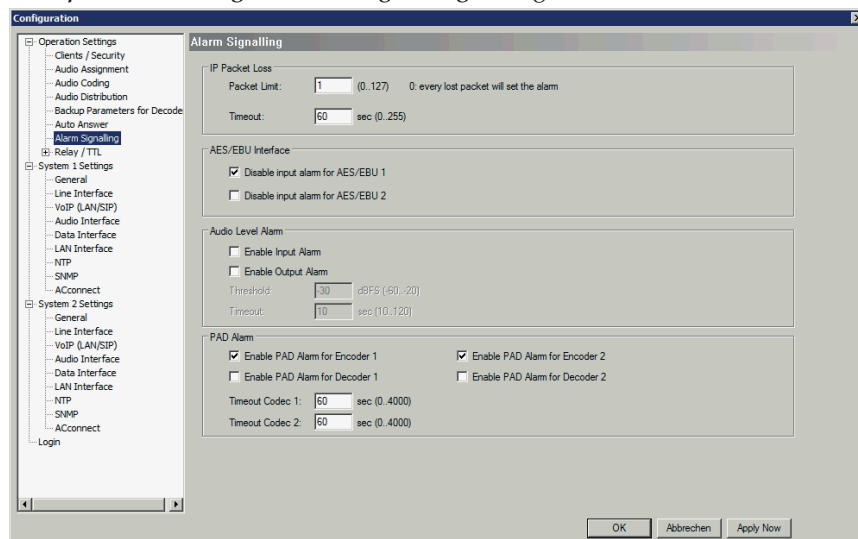 Configuration
Operation Settings
Clients / Security
Audio Assignment
Audio Coding
Audio Distribution
Backup Parameters for Decode
Auto Answer
Alarm Signalling
Relay / TTL
System 1 Settings
General
Line Interface
VoIP (LAN/SIP)
Audio Interface
Data Interface
LAN Interface
NTP
SNMP
ACconnect
System 2 Settings
General
Line Interface
VoIP (LAN/SIP)
Audio Interface
Data Interface
LAN Interface
NTP
SNMP
ACconnect
Login
Alarm Signalling
IP Packet Loss
Packet Limit: 1 (0..127) 0: every lost packet will set the alarm
Timeout: 60 sec (0..255)
AES/EBU Interface
Disable input alarm for AES/EBU 1
Disable input alarm for AES/EBU 2
Audio Level Alarm
Enable Input Alarm
Enable Output Alarm
Threshold: -30 dBFS (-60..-20)
Timeout: 10 sec (10..120)
PAD Alarm
Enable PAD Alarm for Encoder 1 Enable PAD Alarm for Encoder 2
Enable PAD Alarm for Decoder 1 Enable PAD Alarm for Decoder 2
Timeout Codec 1: 60 sec (0..4000)
Timeout Codec 2: 60 sec (0..4000)
OK Abbrechen Apply Now